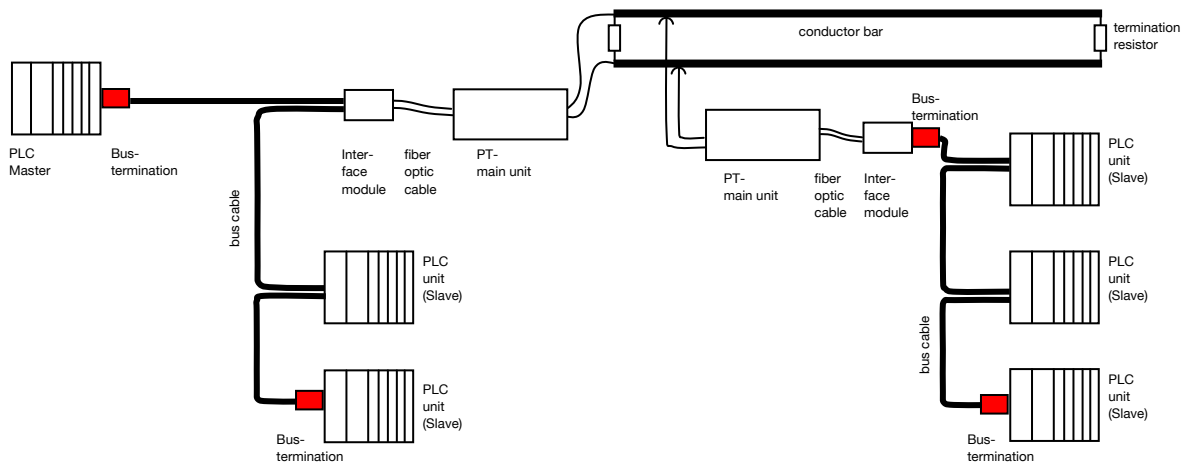 conductor bar
termination
resistor
PLC
Master
Bus-
termination
Inter-
face
module
fiber
optic
cable
PT-
main unit
bus cable
PLC
unit
(Slave)
PLC
unit
(Slave)
Bus-
termination
PT-
main unit
fiber
optic
cable
Inter-
face
module
Bus-
termination
PLC
unit
(Slave)
PLC
unit
(Slave)
bus cable
PLC
unit
(Slave)
Bus-
termination